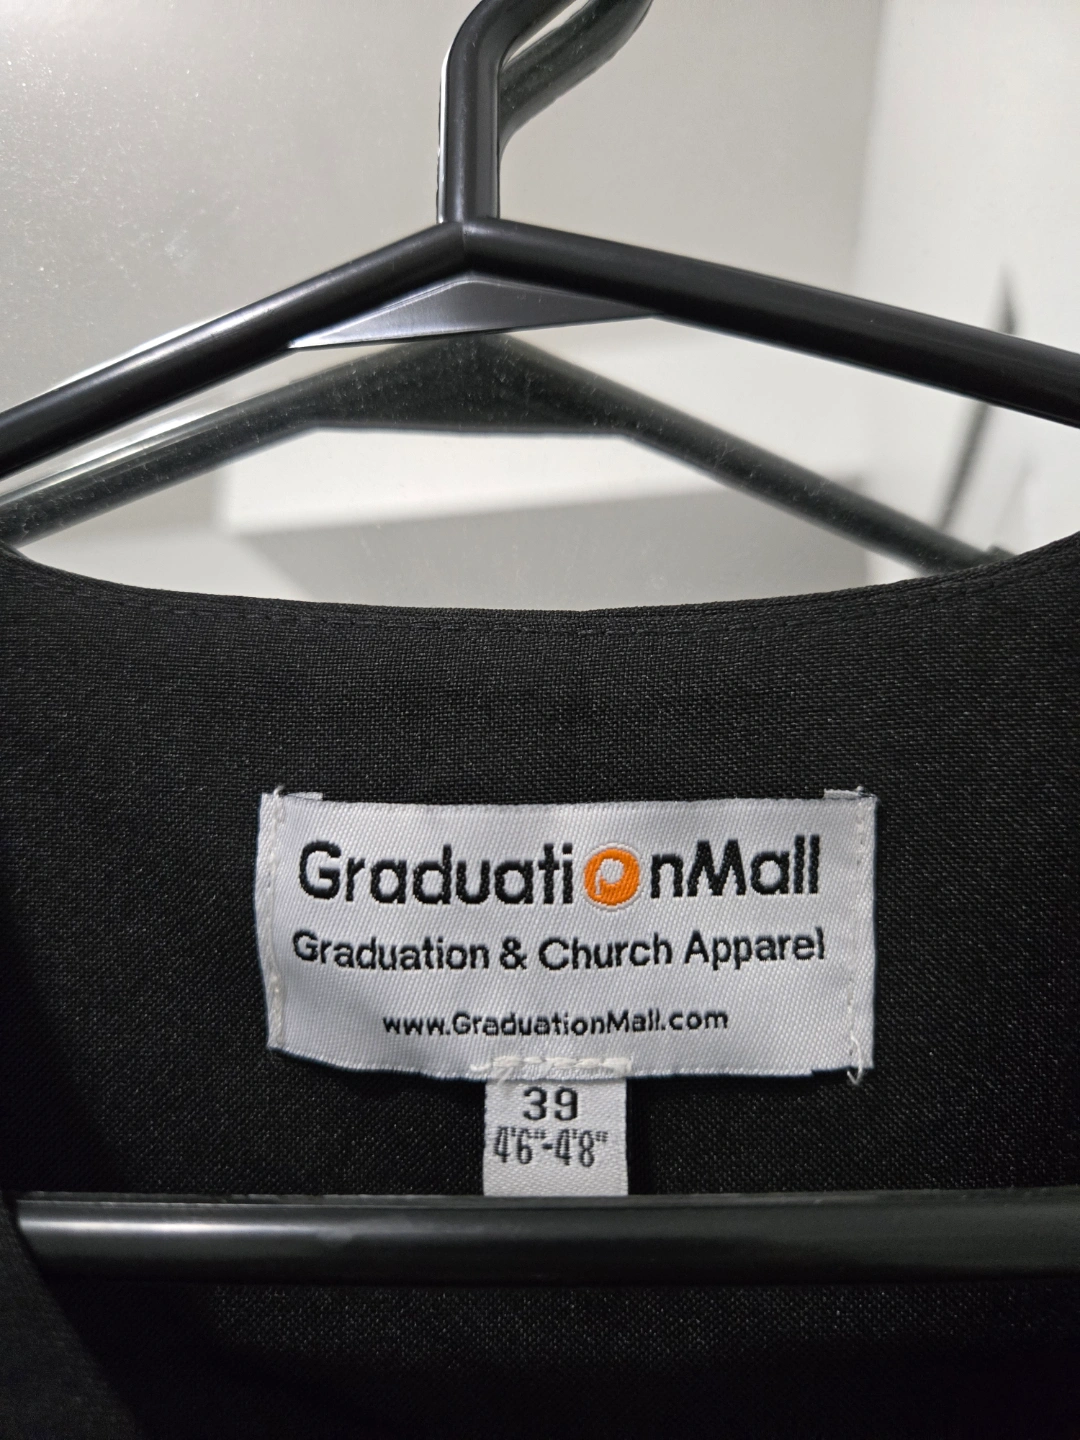 GraduationMall
Graduation & Church Apparel
www.GraduationMall.com
39
4'6"-4'8"